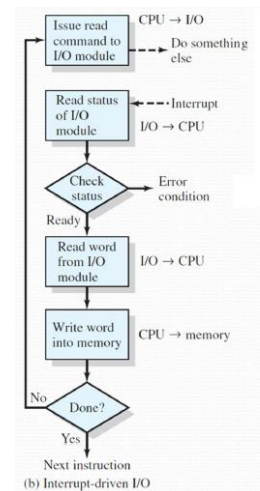 Issue read
command to
I/O module
CPU → I/O
Do something
else
Read status
of I/O
module
Interrupt
I/O → CPU
Check
status
Error
condition
Ready
Read word
from I/O
module
I/O → CPU
Write word
into memory
CPU → memory
No
Done?
Yes
Next instruction
(b) Interrupt-driven I/O